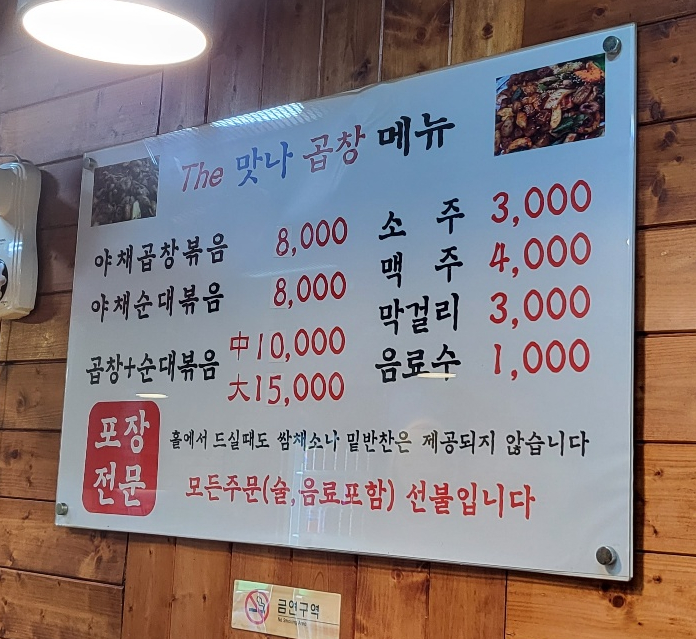 The 맛나 곱창 메뉴
야채곱창볶음 8,000
야채순대볶음 8,000
곱창+순대볶음 中10,000
大15,000
소 주 3,000
맥 주 4,000
막걸리 3,000
음료수 1,000
포장
전문
홀에서 드실때도 쌈채소나 밑반찬은 제공되지 않습니다
모든주문(술,음료포함) 선불입니다
금연구역
No Smoking Area